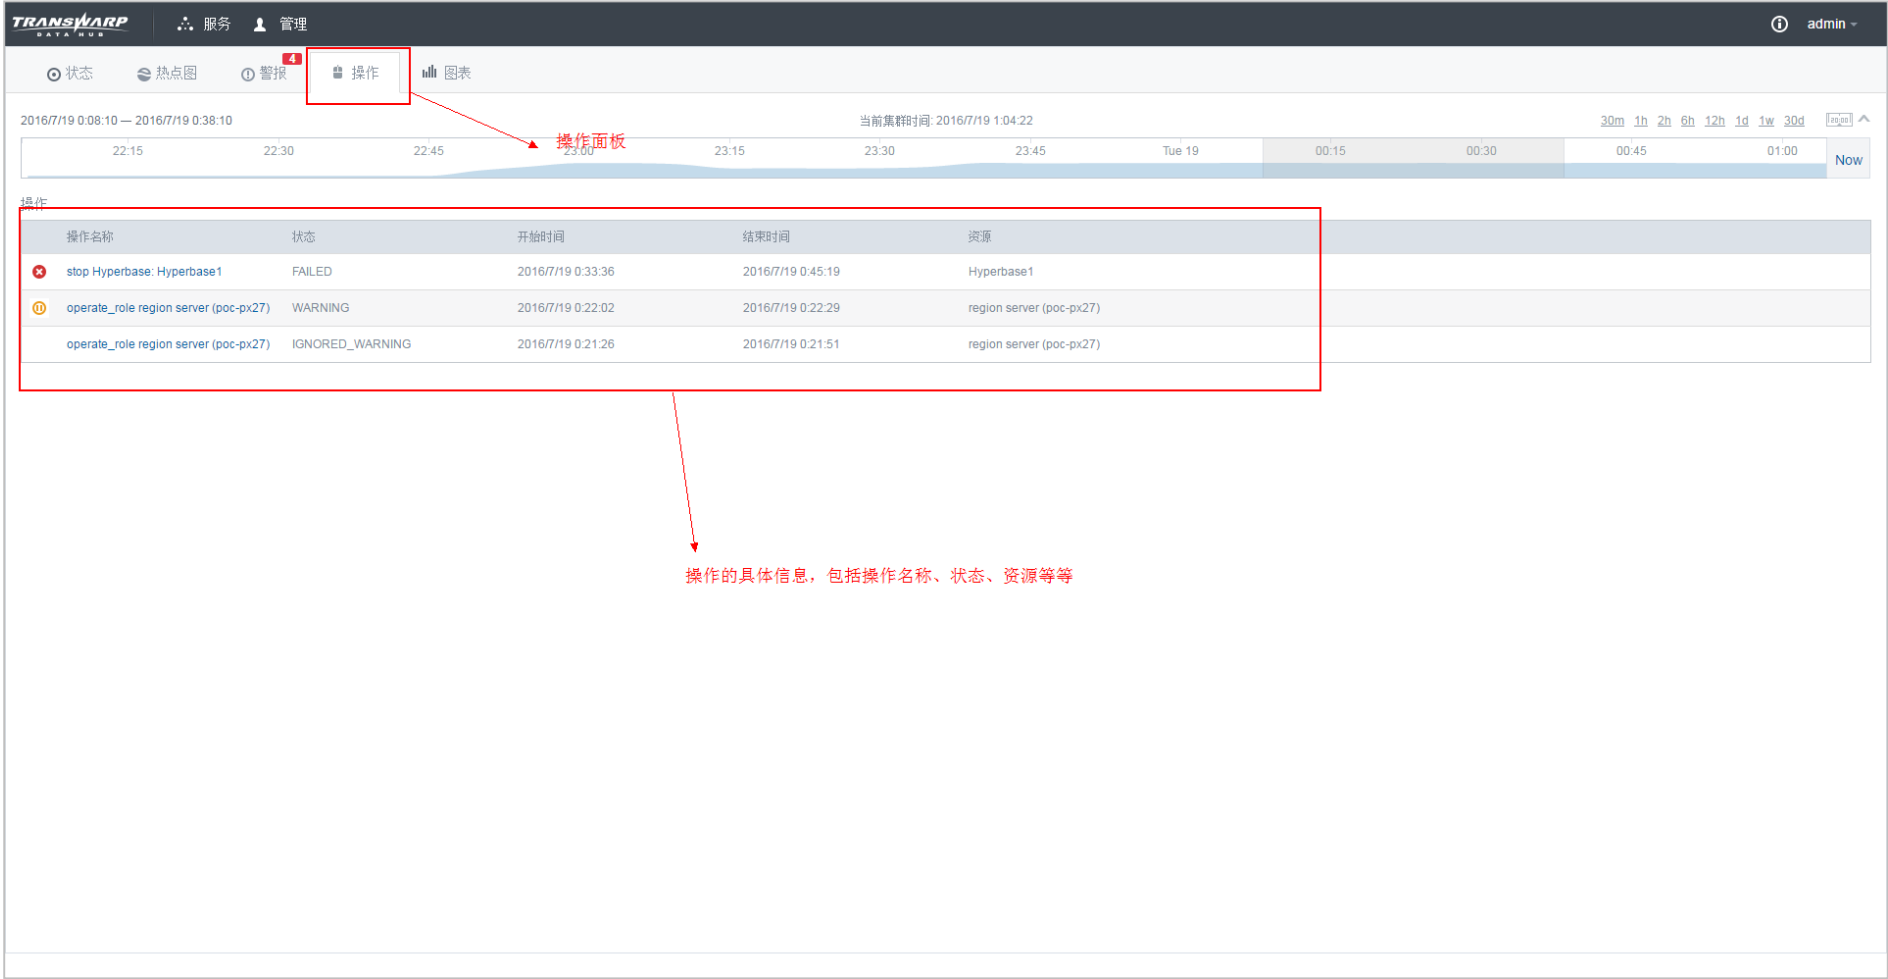 TRANSWARP
DATA HUB
服务
管理
admin
状态
热点图
警报
4
操作
图表
2016/7/19 0:08:10 — 2016/7/19 0:38:10
当前集群时间: 2016/7/19 1:04:22
30m 1h 2h 6h 12h 1d 1w 30d
操作面板
22:15 22:30 22:45 23:00 23:15 23:30 23:45 Tue 19 00:15 00:30 00:45 01:00
Now
操作
操作名称 状态 开始时间 结束时间 资源
stop Hyperbase: Hyperbase1 FAILED 2016/7/19 0:33:36 2016/7/19 0:45:19 Hyperbase1
operate_role region server (poc-px27) WARNING 2016/7/19 0:22:02 2016/7/19 0:22:29 region server (poc-px27)
operate_role region server (poc-px27) IGNORED_WARNING 2016/7/19 0:21:26 2016/7/19 0:21:51 region server (poc-px27)
操作的具体信息，包括操作名称、状态、资源等等